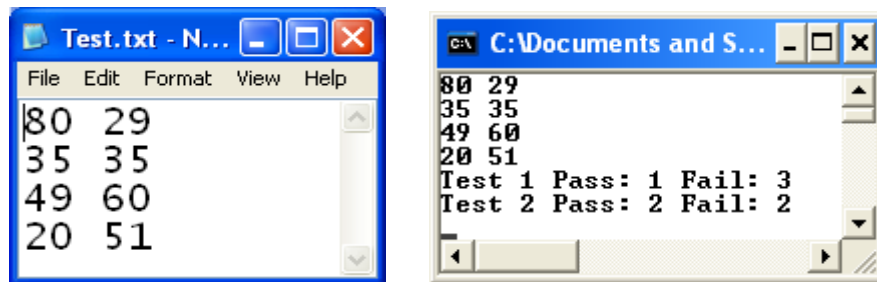 Test.txt - N...
File Edit Format View Help
80 29
35 35
49 60
20 51
C:\Documents and S...
80 29
35 35
49 60
20 51
Test 1 Pass: 1 Fail: 3
Test 2 Pass: 2 Fail: 2